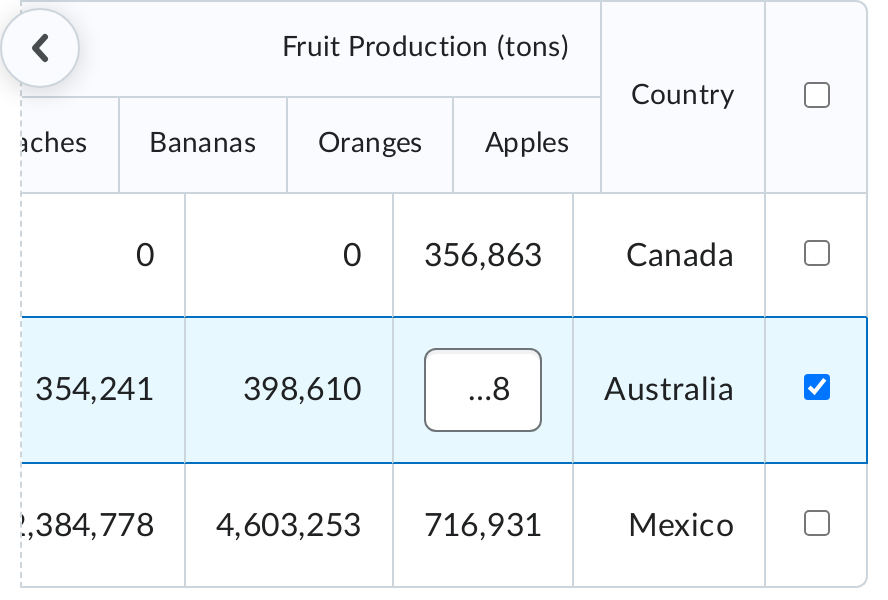 Fruit Production (tons)
Country
Bananas Oranges Apples
0 0 356,863 Canada
354,241 398,610 ...8 Australia
4,603,253 716,931 Mexico